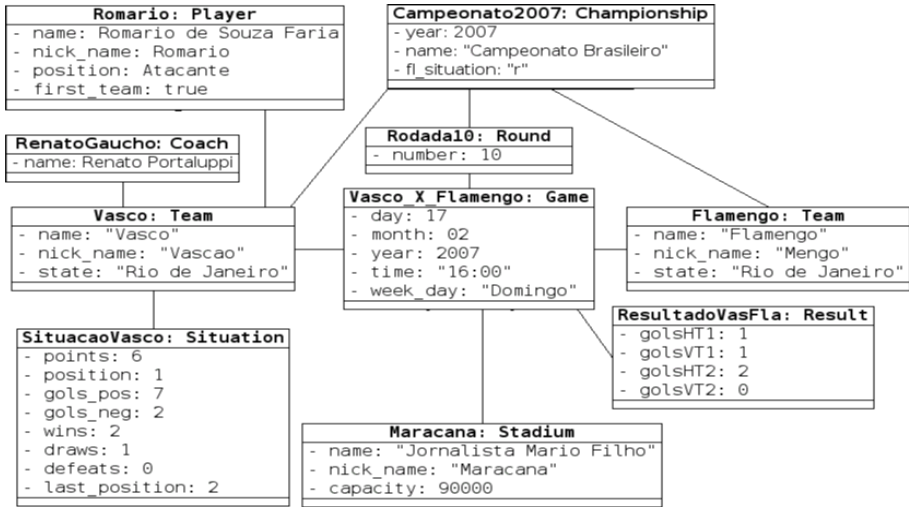 Romario: Player
- name: Romario de Souza Faria
- nick_name: Romario
- position: Atacante
- first_team: true
Campeonato2007: Championship
- year: 2007
- name: "Campeonato Brasileiro"
- fl_situation: "r"
RenatoGaucho: Coach
- name: Renato Portaluppi
Rodada10: Round
- number: 10
Vasco: Team
- name: "Vasco"
- nick_name: "Vascao"
- state: "Rio de Janeiro"
Vasco_X_Flamengo: Game
- day: 17
- month: 02
- year: 2007
- time: "16:00"
- week_day: "Domingo"
Flamengo: Team
- name: "Flamengo"
- nick_name: "Mengo"
- state: "Rio de Janeiro"
SituacaoVasco: Situation
- points: 6
- position: 1
- gols_pos: 7
- gols_neg: 2
- wins: 2
- draws: 1
- defeats: 0
- last_position: 2
ResultadoVasFla: Result
- golsHT1: 1
- golsVT1: 1
- golsHT2: 2
- golsVT2: 0
Maracana: Stadium
- name: "Jornalista Mario Filho"
- nick_name: "Maracana"
- capacity: 90000